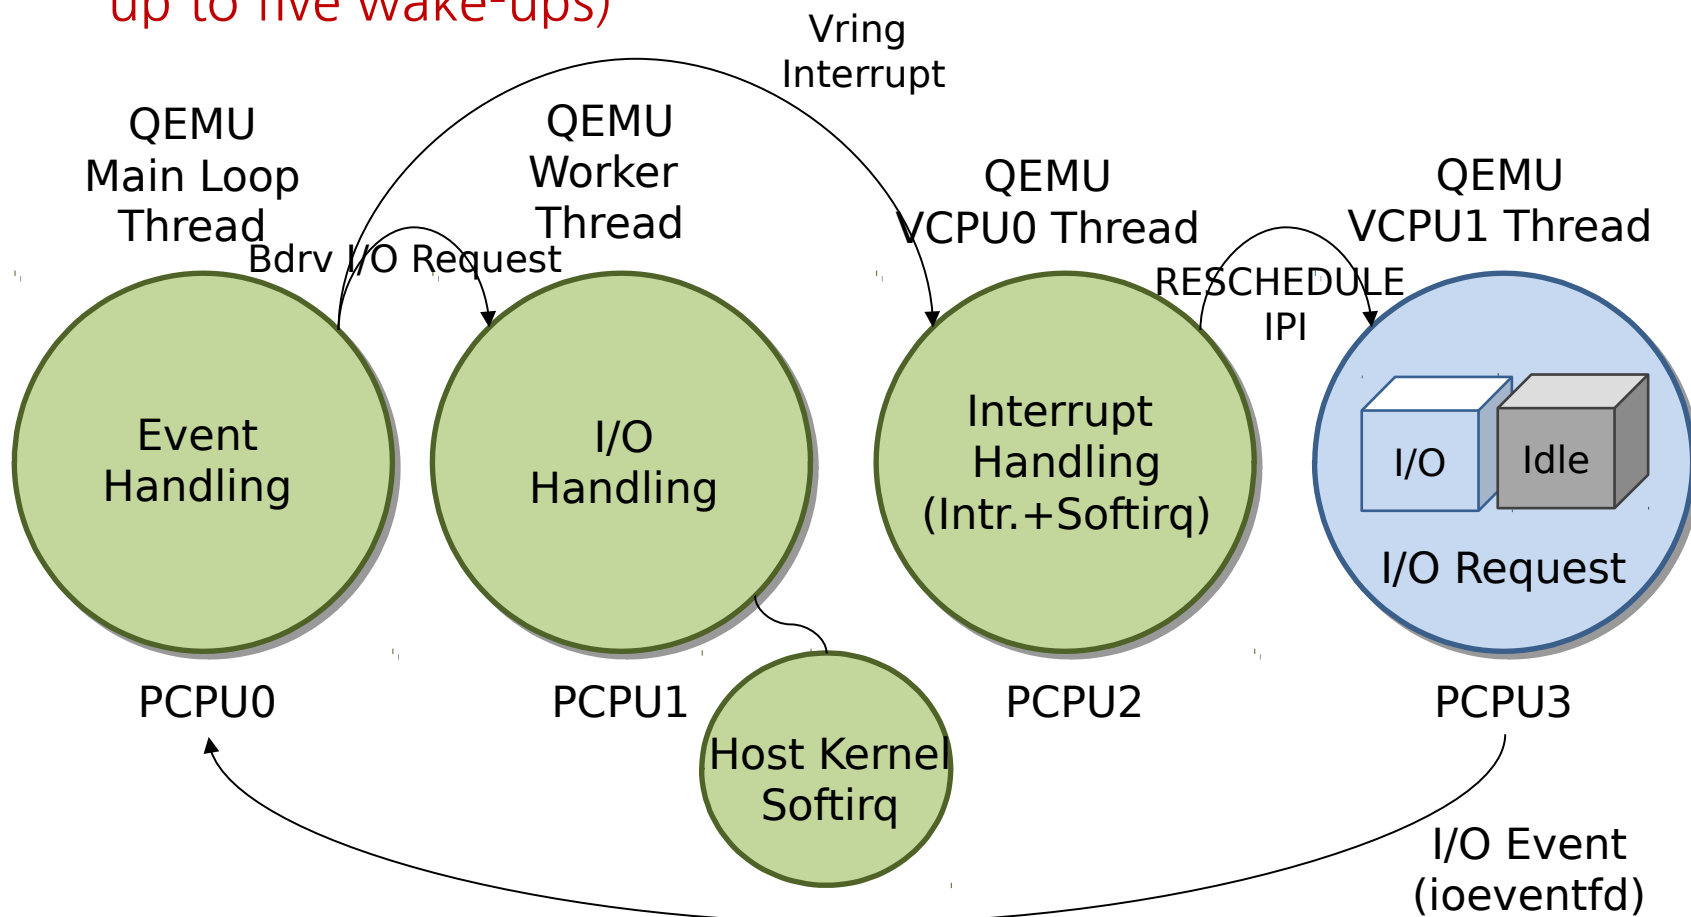 up to five wake-ups)
Vring
Interrupt
QEMU
Main Loop
Thread
QEMU
Worker
Thread
QEMU
VCPU0 Thread
QEMU
VCPU1 Thread
Bdrv I/O Request
RESCHEDULE
IPI
Event
Handling
I/O
Handling
Interrupt
Handling
(Intr.+Softirq)
I/O
Idle
I/O Request
PCPU0
PCPU1
PCPU2
PCPU3
Host Kernel
Softirq
I/O Event
(ioeventfd)